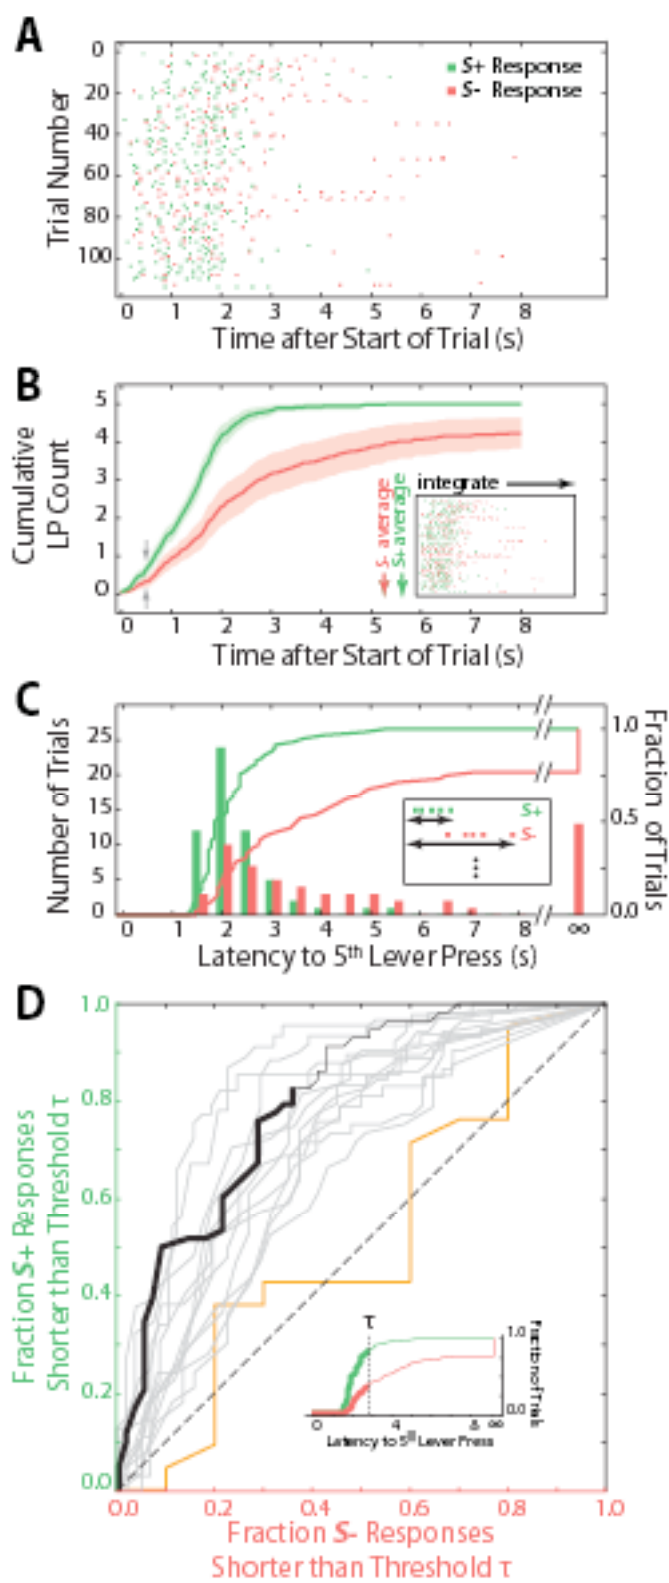 A
0
20
40
60
80
100
Trial Number
S+ Response
S- Response
0 1 2 3 4 5 6 7 8
Time after Start of Trial (s)
B
5
4
3
2
1
0
Cumulative
LP Count
integrate
S- average
S+ average
0 1 2 3 4 5 6 7 8
Time after Start of Trial (s)
C
25
20
15
10
5
0
Number of Trials
1.0
0.5
0.0
Fraction of Trials
S+
S-
0 1 2 3 4 5 6 7 8 ∞
Latency to 5th Lever Press (s)
D
1.0
0.8
0.6
0.4
0.2
0.0
Fraction S+ Responses
Shorter than Threshold τ
τ
1.0
0.0
Fraction of Trials
0 4 8 ∞
Latency to 5th Lever Press
0.0 0.2 0.4 0.6 0.8 1.0
Fraction S- Responses
Shorter than Threshold τ